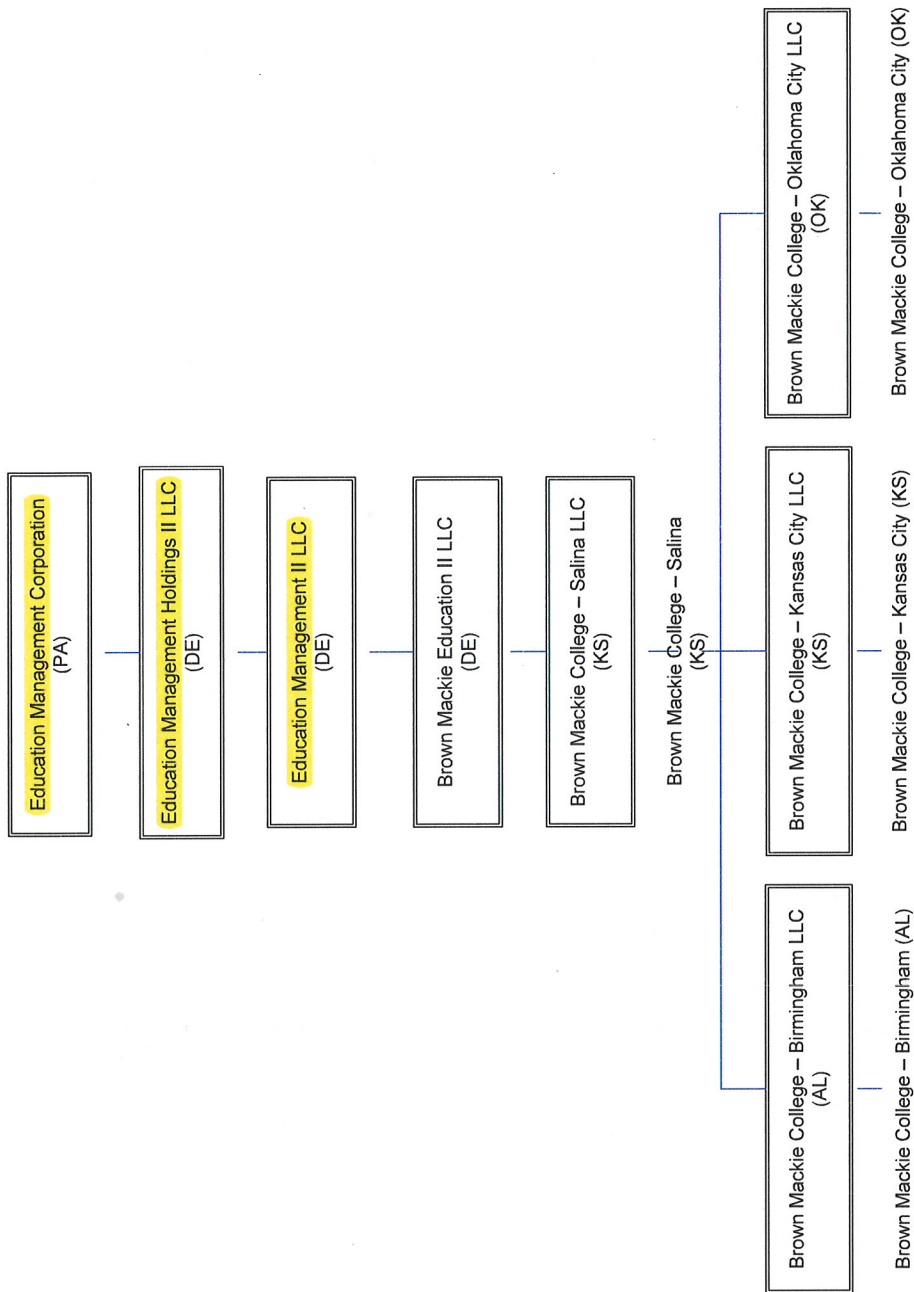 Education Management Corporation
(PA)
Education Management Holdings II LLC
(DE)
Education Management II LLC
(DE)
Brown Mackie Education II LLC
(DE)
Brown Mackie College – Salina LLC
(KS)
Brown Mackie College – Salina
(KS)
Brown Mackie College – Birmingham LLC
(AL)
Brown Mackie College – Birmingham (AL)
Brown Mackie College – Kansas City LLC
(KS)
Brown Mackie College – Kansas City (KS)
Brown Mackie College – Oklahoma City LLC
(OK)
Brown Mackie College – Oklahoma City (OK)